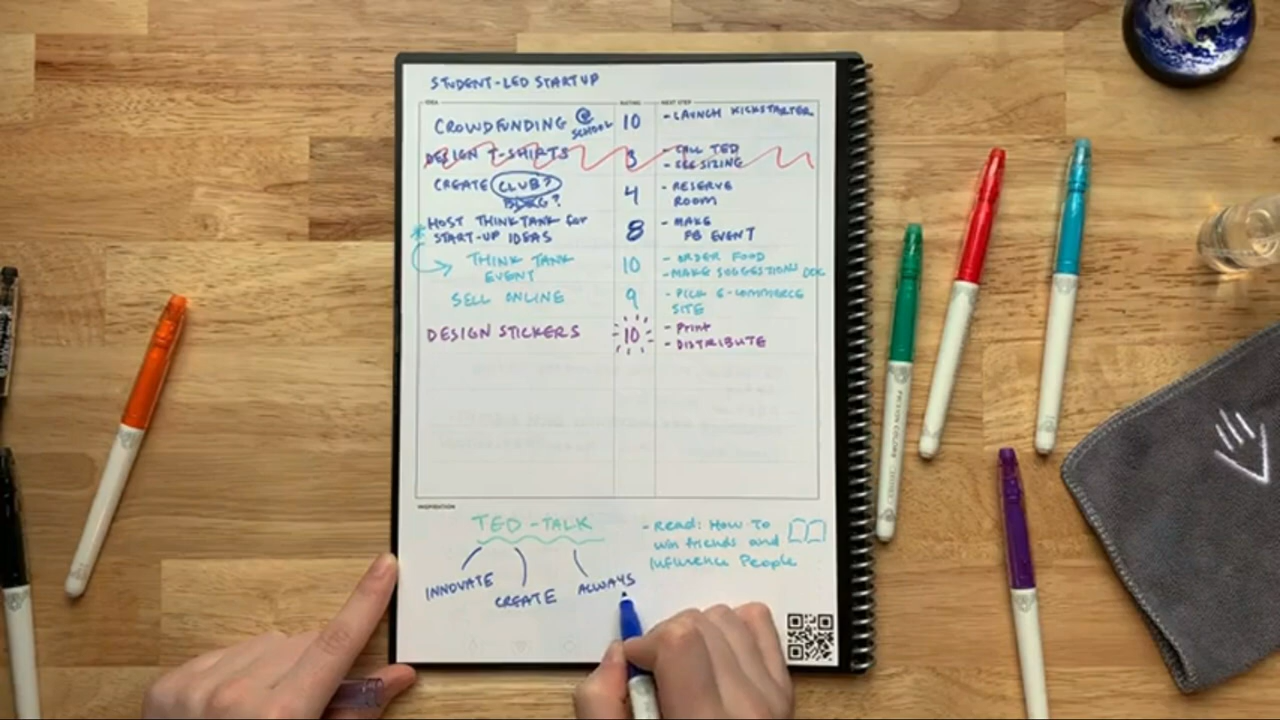 STUDENT-LED STARTUP
IDEA RATING NEXT STEP
CROWDFUNDING @ SCHOOL 10 - LAUNCH KICKSTARTER
DESIGN T-SHIRTS 3 - CALL TED
- SEE SIZING
CREATE CLUB? 4 - RESERVE
BLOG? ROOM
HOST THINK TANK for 8 - MAKE
START-UP IDEAS FB EVENT
THINK TANK 10 - ORDER FOOD
EVENT - MAKE SUGGESTION DOC
SELL ONLINE 9 - PICK E-COMMERCE
SITE
DESIGN STICKERS 10 - Print
- DISTRIBUTE
INSPIRATION
TED-TALK
INNOVATE
CREATE
ALWAYS
- Read: How To
win friends and
Influence People